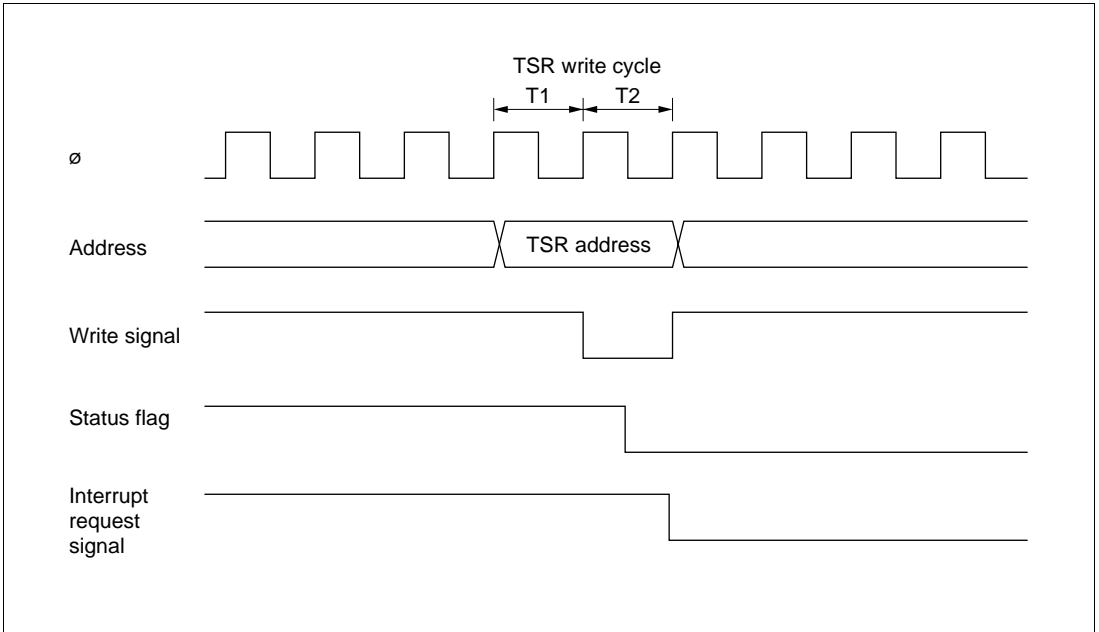 TSR write cycle
T1 T2
ø
Address
TSR address
Write signal
Status flag
Interrupt
request
signal